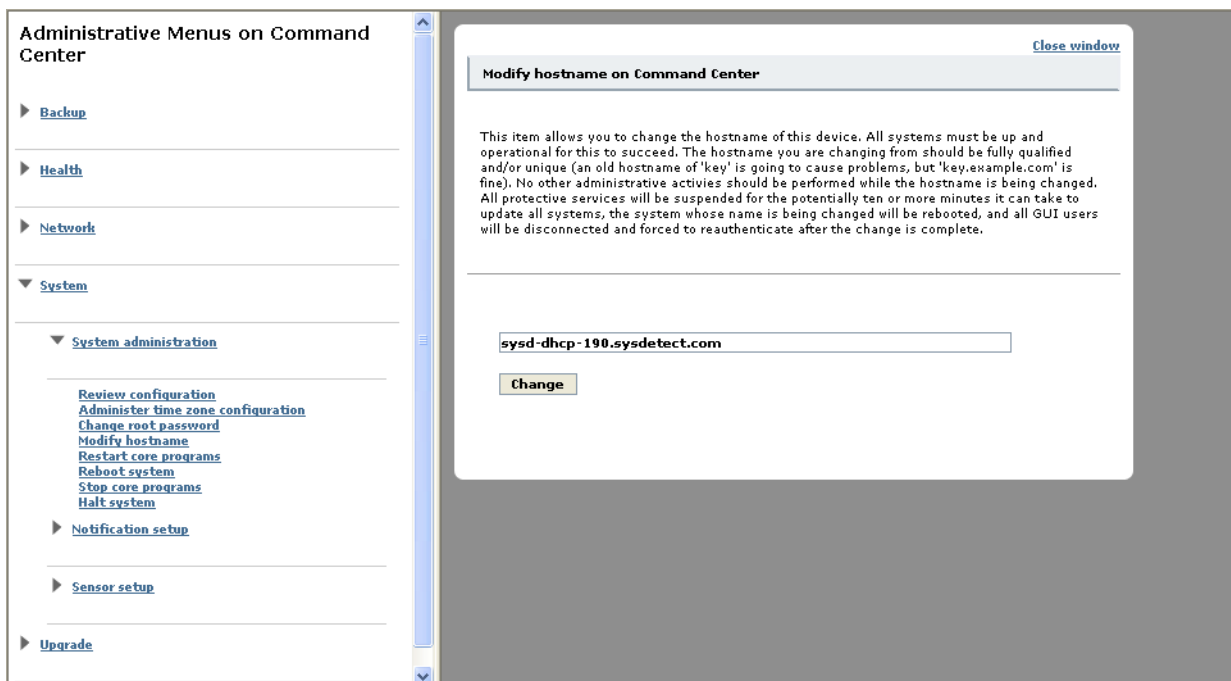 Administrative Menus on Command
Center
Backup
Health
Network
System
System administration
Review configuration
Administer time zone configuration
Change root password
Modify hostname
Restart core programs
Reboot system
Stop core programs
Halt system
Notification setup
Sensor setup
Upgrade
Close window
Modify hostname on Command Center
This item allows you to change the hostname of this device. All systems must be up and
operational for this to succeed. The hostname you are changing from should be fully qualified
and/or unique (an old hostname of 'key' is going to cause problems, but 'key.example.com' is
fine). No other administrative activies should be performed while the hostname is being changed.
All protective services will be suspended for the potentially ten or more minutes it can take to
update all systems, the system whose name is being changed will be rebooted, and all GUI users
will be disconnected and forced to reauthenticate after the change is complete.
sysd-dhcp-190.sysdetect.com
Change